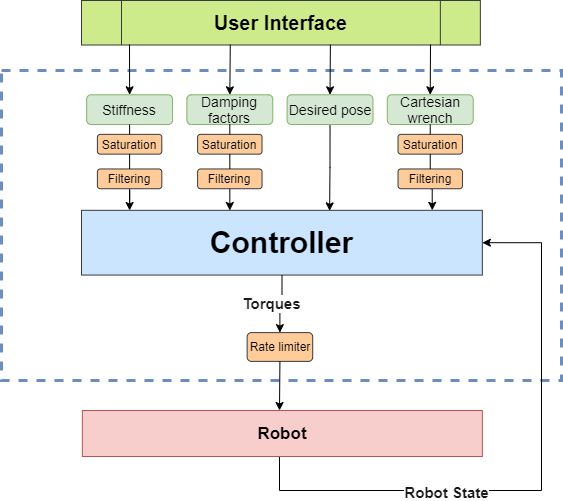 User Interface
Stiffness
Damping
factors
Desired pose
Cartesian
wrench
Saturation
Saturation
Saturation
Filtering
Filtering
Filtering
Controller
Torques
Rate limiter
Robot
Robot State